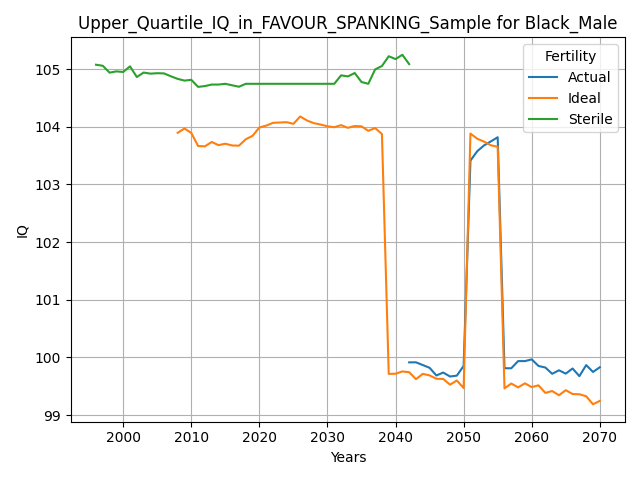 Upper_Quartile_IQ_in_FAVOUR_SPANKING_Sample for Black_Male
Fertility
Actual
Ideal
Sterile
105
104
103
102
101
100
99
IQ
2000 2010 2020 2030 2040 2050 2060 2070
Years